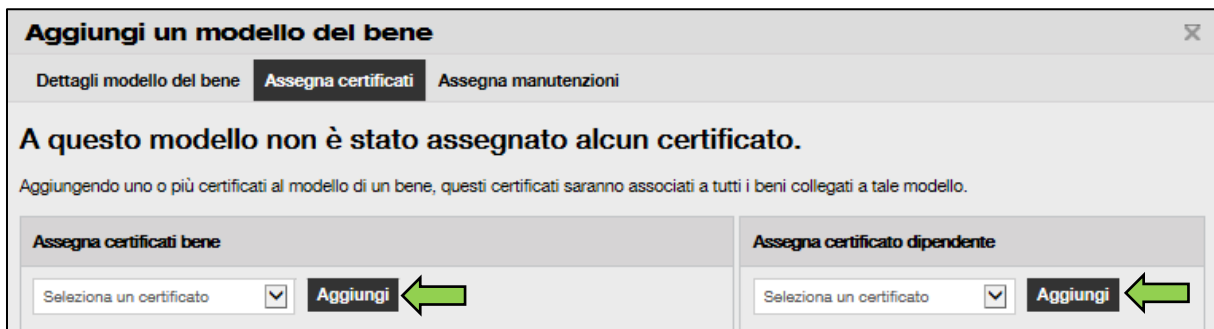 Aggiungi un modello del bene
Dettagli modello del bene Assegna certificati Assegna manutenzioni
A questo modello non è stato assegnato alcun certificato.
Aggiungendo uno o più certificati al modello di un bene, questi certificati saranno associati a tutti i beni collegati a tale modello.
Assegna certificati bene
Seleziona un certificato Aggiungi
Assegna certificato dipendente
Seleziona un certificato Aggiungi